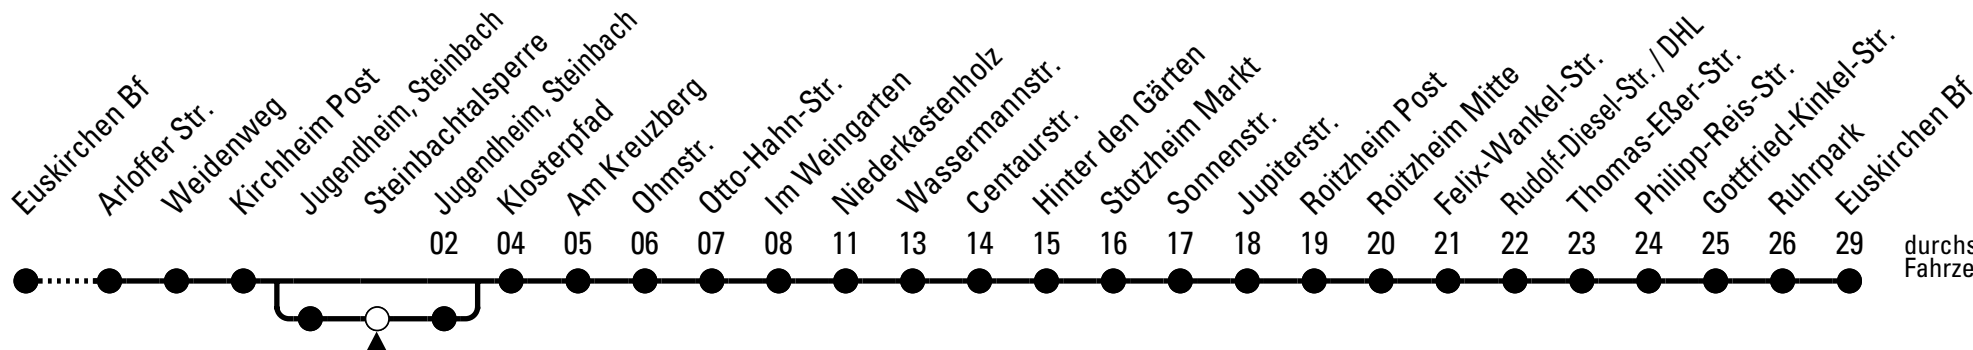 Euskirchen Bf
Arloffer Str.
Weidenweg
Kirchheim Post
Jugendheim, Steinbach
Steinbachtalsperre
Jugendheim, Steinbach
Klosterpfad
Am Kreuzberg
Ohmstr.
Otto-Hahn-Str.
Im Weingarten
Niederkastenholz
Wassermannstr.
Centaurstr.
Hinter den Gärten
Stotzheim Markt
Sonnenstr.
Jupiterstr.
Roitzheim Post
Roitzheim Mitte
Felix-Wankel-Str.
Rudolf-Diesel-Str. / DHL
Thomas-Eßer-Str.
Philipp-Reis-Str.
Gottfried-Kinkel-Str.
Ruhrpark
Euskirchen Bf
02 04 05 06 07 08 11 13 14 15 16 17 18 19 20 21 22 23 24 25 26 29
durchs
Fahrze